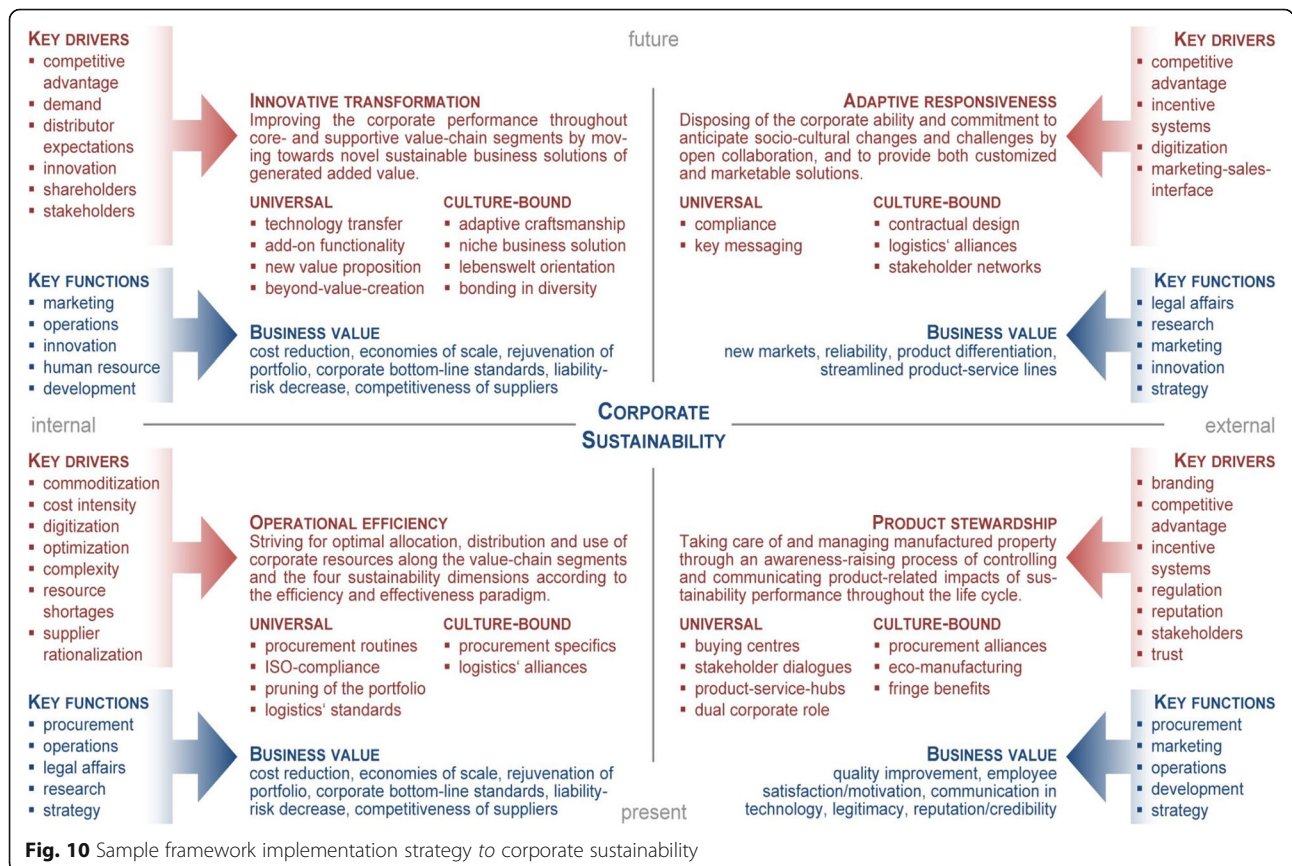 future
KEY DRIVERS
▪ competitive
advantage
▪ demand
▪ distributor
expectations
▪ innovation
▪ shareholders
▪ stakeholders
INNOVATIVE TRANSFORMATION
Improving the corporate performance throughout
core- and supportive value-chain segments by mov-
ing towards novel sustainable business solutions of
generated added value.
UNIVERSAL
▪ technology transfer
▪ add-on functionality
▪ new value proposition
▪ beyond-value-creation
CULTURE-BOUND
▪ adaptive craftsmanship
▪ niche business solution
▪ lebenswelt orientation
▪ bonding in diversity
KEY FUNCTIONS
▪ marketing
▪ operations
▪ innovation
▪ human resource
▪ development
BUSINESS VALUE
cost reduction, economies of scale, rejuvenation of
portfolio, corporate bottom-line standards, liability-
risk decrease, competitiveness of suppliers
ADAPTIVE RESPONSIVENESS
Disposing of the corporate ability and commitment to
anticipate socio-cultural changes and challenges by
open collaboration, and to provide both customized
and marketable solutions.
UNIVERSAL
▪ compliance
▪ key messaging
CULTURE-BOUND
▪ contractual design
▪ logistics‘ alliances
▪ stakeholder networks
KEY DRIVERS
▪ competitive
advantage
▪ incentive
systems
▪ digitization
▪ marketing-sales-
interface
BUSINESS VALUE
new markets, reliability, product differentiation,
streamlined product-service lines
KEY FUNCTIONS
▪ legal affairs
▪ research
▪ marketing
▪ innovation
▪ strategy
internal
CORPORATE
SUSTAINABILITY
external
KEY DRIVERS
▪ commoditization
▪ cost intensity
▪ digitization
▪ optimization
▪ complexity
▪ resource
shortages
▪ supplier
rationalization
OPERATIONAL EFFICIENCY
Striving for optimal allocation, distribution and use of
corporate resources along the value-chain segments
and the four sustainability dimensions according to
the efficiency and effectiveness paradigm.
UNIVERSAL
▪ procurement routines
▪ ISO-compliance
▪ pruning of the portfolio
▪ logistics‘ standards
CULTURE-BOUND
▪ procurement specifics
▪ logistics‘ alliances
KEY FUNCTIONS
▪ procurement
▪ operations
▪ legal affairs
▪ research
▪ strategy
BUSINESS VALUE
cost reduction, economies of scale, rejuvenation of
portfolio, corporate bottom-line standards, liability-
risk decrease, competitiveness of suppliers
PRODUCT STEWARDSHIP
Taking care of and managing manufactured property
through an awareness-raising process of controlling
and communicating product-related impacts of sus-
tainability performance throughout the life cycle.
UNIVERSAL
▪ buying centres
▪ stakeholder dialogues
▪ product-service-hubs
▪ dual corporate role
CULTURE-BOUND
▪ procurement alliances
▪ eco-manufacturing
▪ fringe benefits
KEY DRIVERS
▪ branding
▪ competitive
advantage
▪ incentive
systems
▪ regulation
▪ reputation
▪ stakeholders
▪ trust
BUSINESS VALUE
quality improvement, employee
satisfaction/motivation, communication in
technology, legitimacy, reputation/credibility
KEY FUNCTIONS
▪ procurement
▪ marketing
▪ operations
▪ development
▪ strategy
present
Fig. 10 Sample framework implementation strategy to corporate sustainability